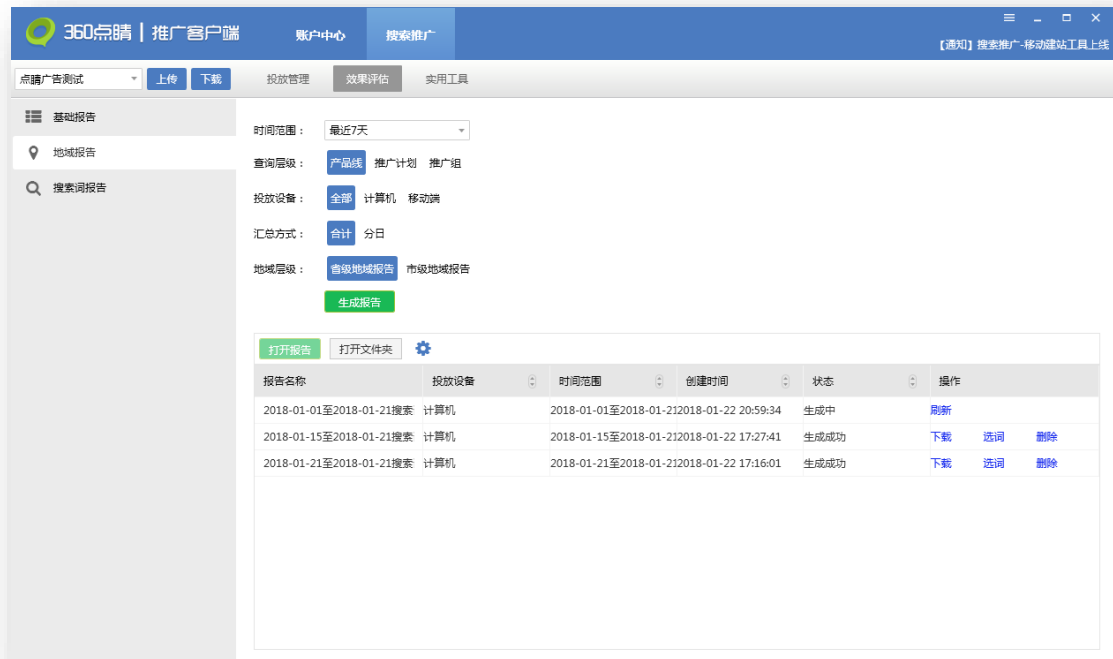 360点睛 | 推广客户端
账户中心 搜索推广
【通知】搜索推广-移动建站工具上线
点睛广告测试 上传 下载 投放管理 效果评估 实用工具
基础报告
地域报告
搜索词报告
时间范围： 最近7天
查询层级： 产品线 推广计划 推广组
投放设备： 全部 计算机 移动端
汇总方式： 合计 分日
地域层级： 省级地域报告 市级地域报告
生成报告
打开报告 打开文件夹
报告名称 投放设备 时间范围 创建时间 状态 操作
2018-01-01至2018-01-21搜索 计算机 2018-01-01至2018-01-21 2018-01-22 20:59:34 生成中 刷新
2018-01-15至2018-01-21搜索 计算机 2018-01-15至2018-01-21 2018-01-22 17:27:41 生成成功 下载 选词 删除
2018-01-21至2018-01-21搜索 计算机 2018-01-21至2018-01-21 2018-01-22 17:16:01 生成成功 下载 选词 删除